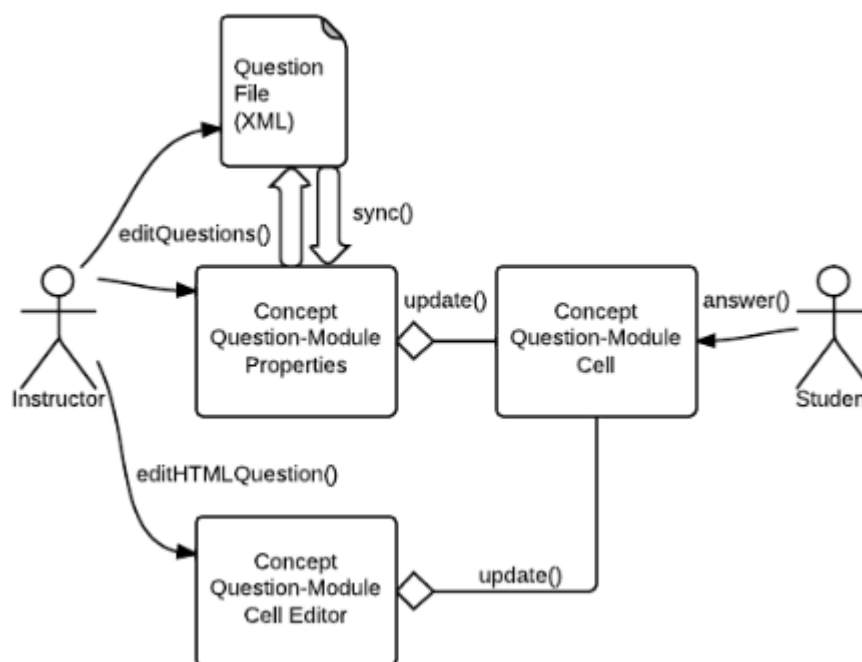 Question
File
(XML)
sync()
editQuestions()
Concept
Question-Module
Properties
update()
Concept
Question-Module
Cell
answer()
Instructor
Studen
editHTMLQuestion()
Concept
Question-Module
Cell Editor
update()